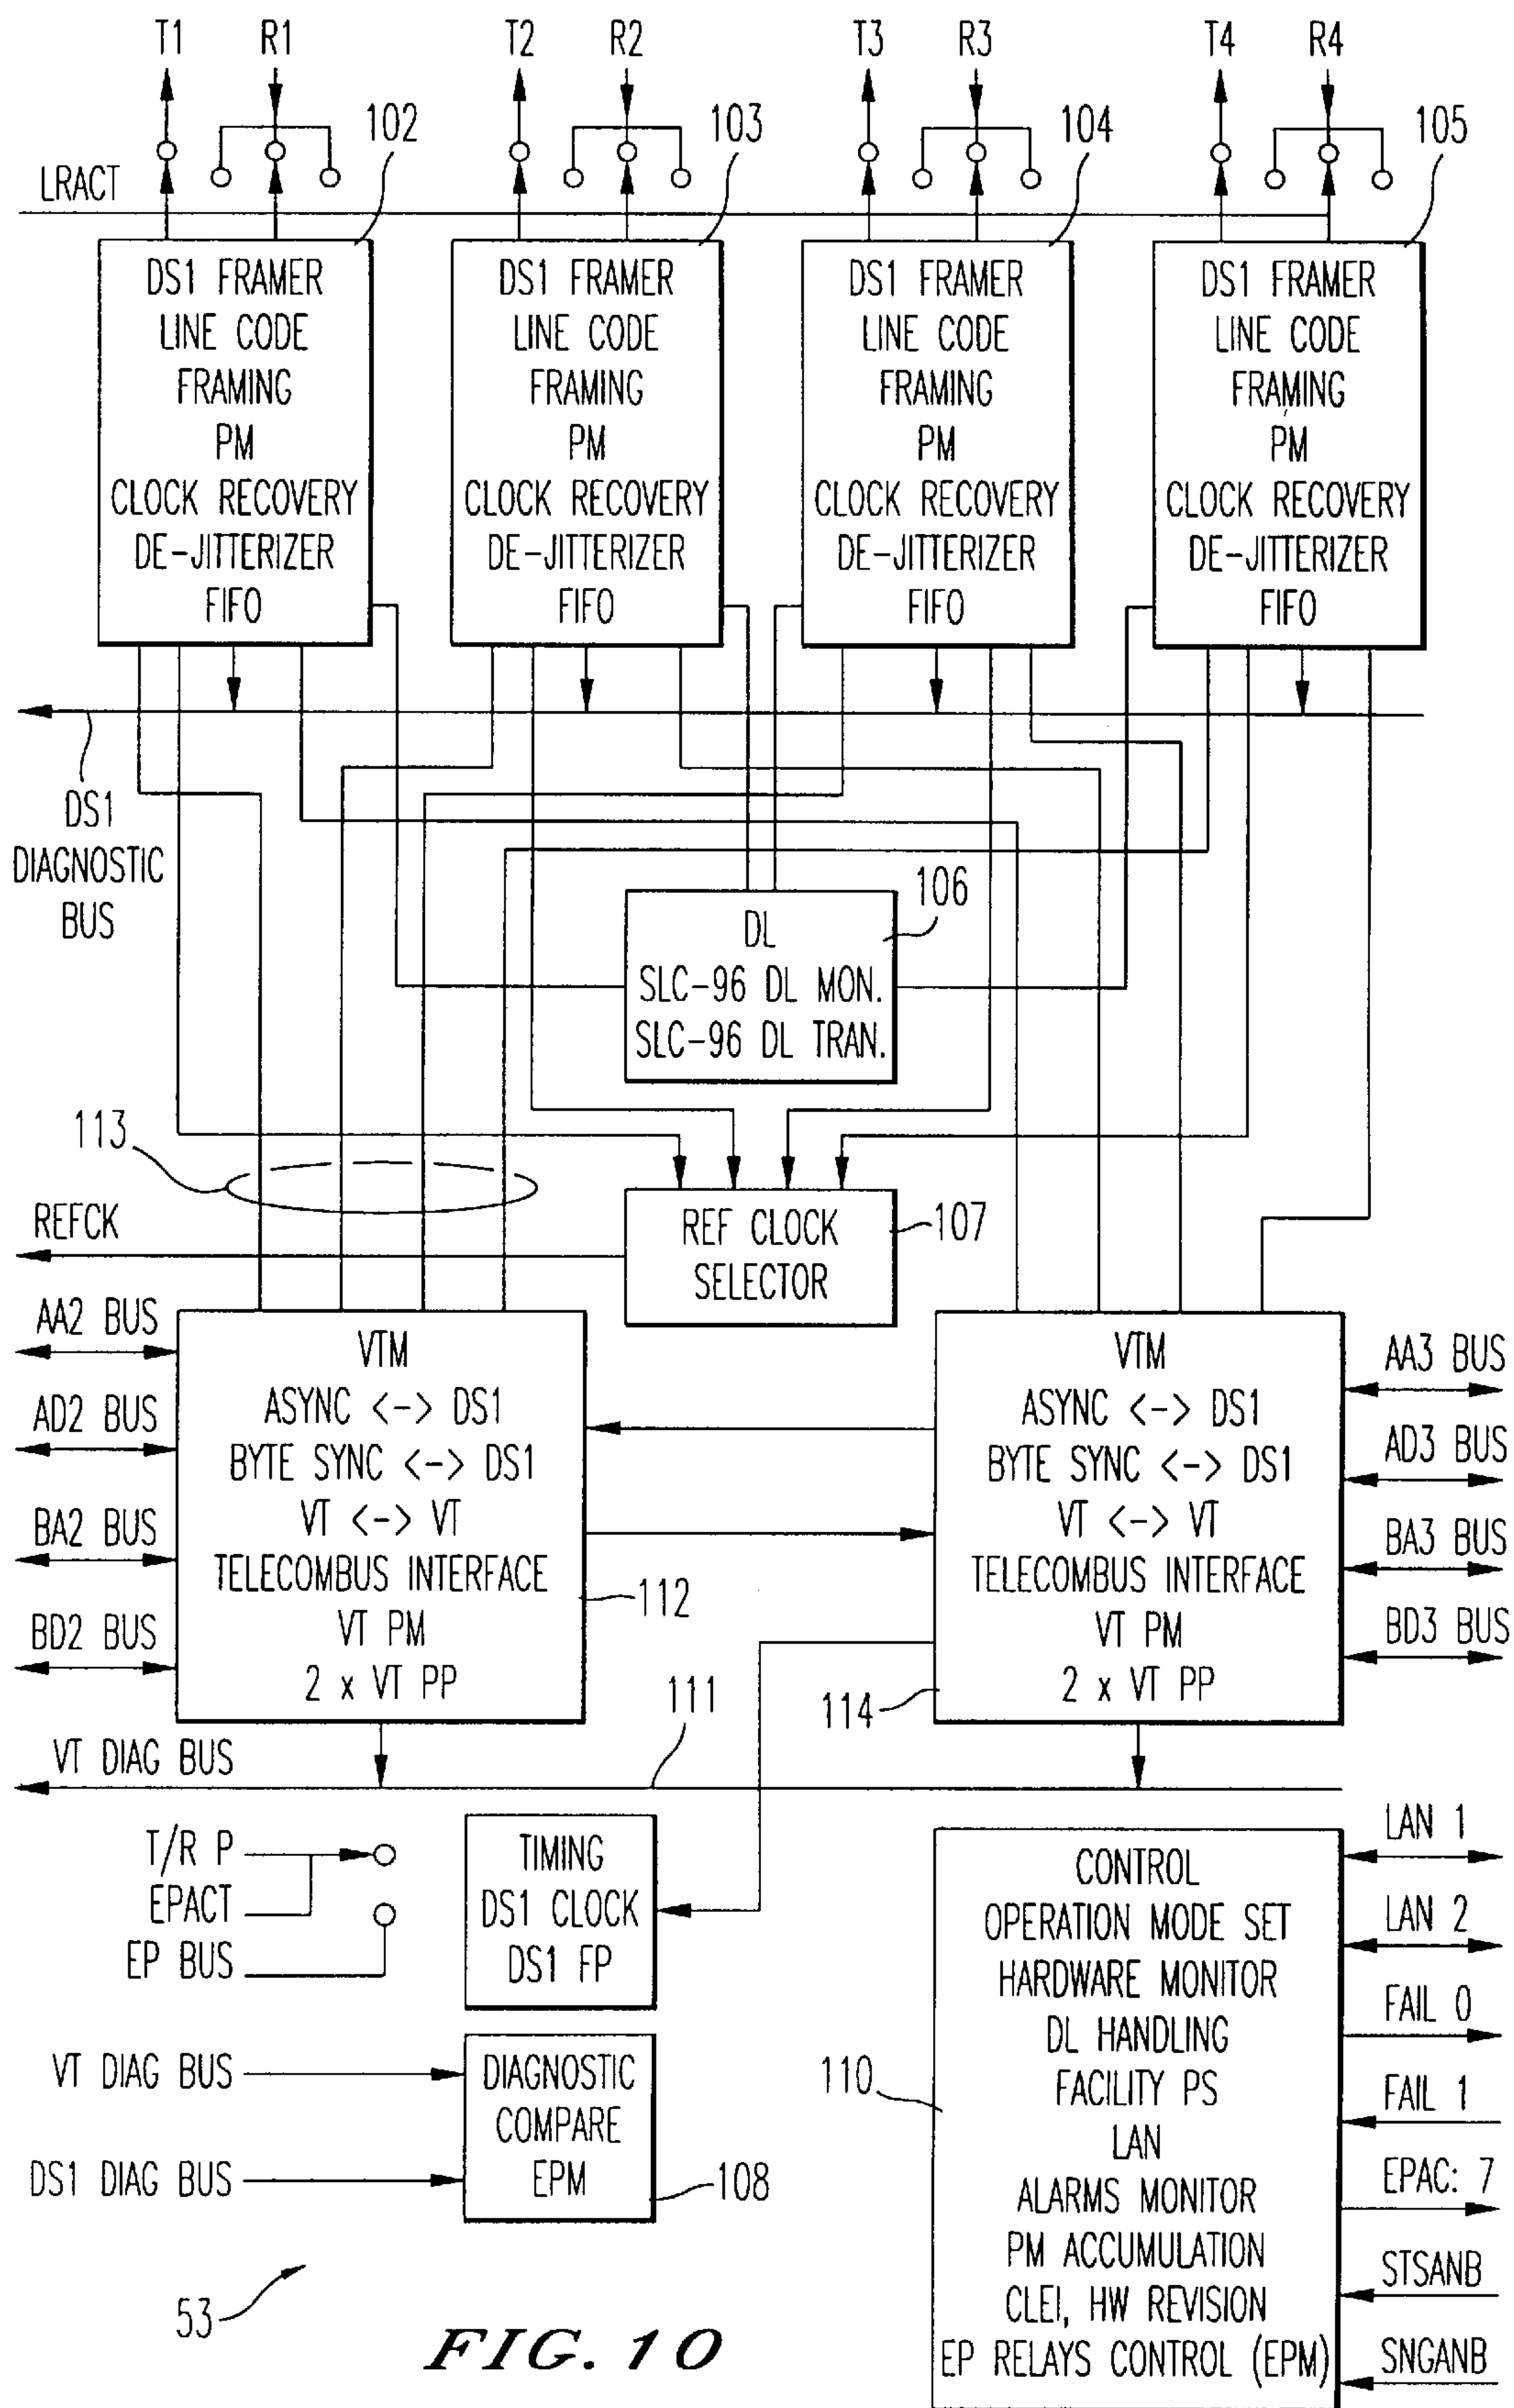 T1 R1 T2 R2 T3 R3 T4 R4
102 103 104 105
LRACT
DS1 FRAMER
LINE CODE
FRAMING
PM
CLOCK RECOVERY
DE-JITTERIZER
FIFO
DS1 FRAMER
LINE CODE
FRAMING
PM
CLOCK RECOVERY
DE-JITTERIZER
FIFO
DS1 FRAMER
LINE CODE
FRAMING
PM
CLOCK RECOVERY
DE-JITTERIZER
FIFO
DS1 FRAMER
LINE CODE
FRAMING
PM
CLOCK RECOVERY
DE-JITTERIZER
FIFO
DS1
DIAGNOSTIC
BUS
106
DL
SLC-96 DL MON.
SLC-96 DL TRAN.
113
REFCK
REF CLOCK
SELECTOR
107
AA2 BUS
AD2 BUS
BA2 BUS
BD2 BUS
VTM
ASYNC <-> DS1
BYTE SYNC <-> DS1
VT <-> VT
TELECOMBUS INTERFACE
VT PM
2 x VT PP
112
VTM
ASYNC <-> DS1
BYTE SYNC <-> DS1
VT <-> VT
TELECOMBUS INTERFACE
VT PM
2 x VT PP
114
AA3 BUS
AD3 BUS
BA3 BUS
BD3 BUS
111
VT DIAG BUS
T/R P
EPACT
EP BUS
TIMING
DS1 CLOCK
DS1 FP
VT DIAG BUS
DS1 DIAG BUS
DIAGNOSTIC
COMPARE
EPM
108
110
CONTROL
OPERATION MODE SET
HARDWARE MONITOR
DL HANDLING
FACILITY PS
LAN
ALARMS MONITOR
PM ACCUMULATION
CLEI, HW REVISION
EP RELAYS CONTROL (EPM)
LAN 1
LAN 2
FAIL 0
FAIL 1
EPAC: 7
STSANB
SNGANB
53
FIG. 10